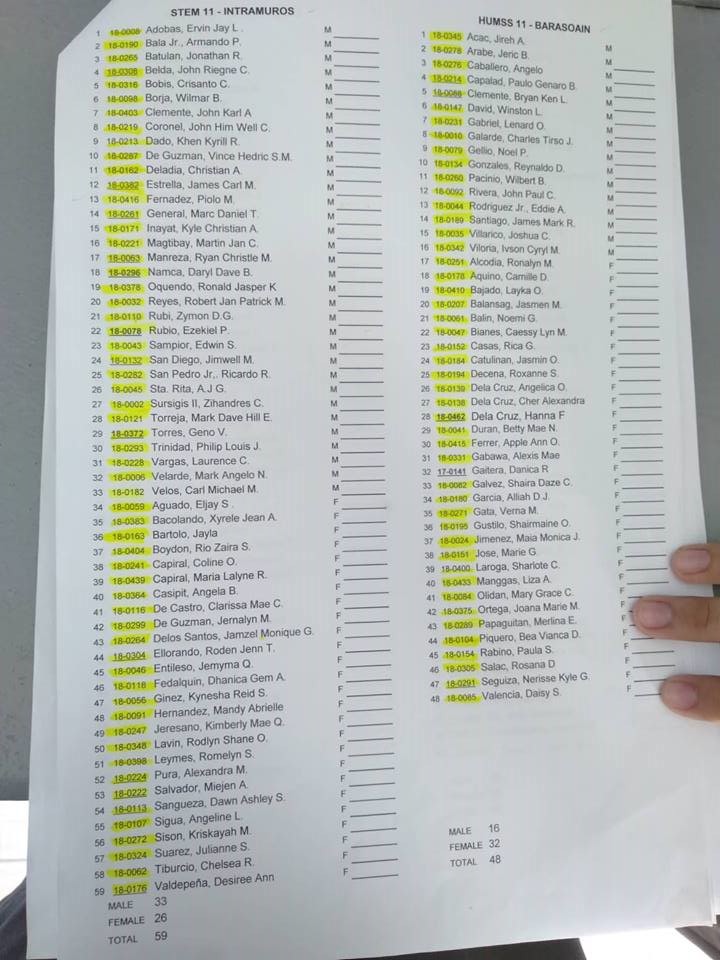 STEM 11 - INTRAMUROS
1 18-0008 Adobas, Ervin Jay L . M
2 18-0190 Bala Jr., Armando P. M
3 18-0265 Batulan, Jonathan R. M
4 18-0308 Belda, John Riegne C. M
5 18-0316 Bobis, Crisanto C. M
6 18-0098 Borja, Wilmar B. M
7 18-0403 Clemente, John Karl A M
8 18-0219 Coronel, John Him Well C. M
9 18-0213 Dado, Khen Kyrill R. M
10 18-0287 De Guzman, Vince Hedric S.M. M
11 18-0162 Deladia, Christian A. M
12 18-0382 Estrella, James Carl M. M
13 18-0416 Fernadez, Piolo M. M
14 18-0261 General, Marc Daniel T. M
15 18-0171 Inayat, Kyle Christian A. M
16 18-0221 Magtibay, Martin Jan C. M
17 18-0063 Manreza, Ryan Christle M. M
18 18-0296 Namca, Daryl Dave B. M
19 18-0378 Oquendo, Ronald Jasper K M
20 18-0032 Reyes, Robert Jan Patrick M. M
21 18-0110 Rubi, Zymon D.G. M
22 18-0078 Rubio, Ezekiel P. M
23 18-0043 Sampior, Edwin S. M
24 18-0132 San Diego, Jimwell M. M
25 18-0282 San Pedro Jr,. Ricardo R. M
26 18-0045 Sta. Rita, A.J G. M
27 18-0002 Sursigis II, Zihandres C. M
28 18-0121 Torreja, Mark Dave Hill E. M
29 18-0372 Torres, Geno V. M
30 18-0293 Trinidad, Philip Louis J. M
31 18-0228 Vargas, Laurence C. M
32 18-0006 Velarde, Mark Angelo N. M
33 18-0182 Velos, Carl Michael M. M
34 18-0059 Aguado, Eljay S . F
35 18-0383 Bacolando, Xyrele Jean A. F
36 18-0163 Bartolo, Jayla F
37 18-0404 Boydon, Rio Zaira S. F
38 18-0241 Capiral, Coline O. F
39 18-0439 Capiral, Maria Lalyne R. F
40 18-0364 Casipit, Angela B. F
41 18-0116 De Castro, Clarissa Mae C. F
42 18-0299 De Guzman, Jernalyn M. F
43 18-0264 Delos Santos, Jamzel Monique G. F
44 18-0304 Ellorando, Roden Jenn T. F
45 18-0046 Entileso, Jemyma Q. F
46 18-0118 Fedalquin, Dhanica Gem A. F
47 18-0056 Ginez, Kynesha Reid S. F
48 18-0091 Hernandez, Mandy Abrielle F
49 18-0247 Jeresano, Kimberly Mae Q. F
50 18-0348 Lavin, Rodlyn Shane O. F
51 18-0398 Leymes, Romelyn S. F
52 18-0224 Pura, Alexandra M. F
53 18-0222 Salvador, Miejen A. F
54 18-0113 Sangueza, Dawn Ashley S. F
55 18-0107 Sigua, Angeline L. F
56 18-0272 Sison, Kriskayah M. F
57 18-0324 Suarez, Julianne S. F
58 18-0062 Tiburcio, Chelsea R. F
59 18-0176 Valdepeña, Desiree Ann F
MALE 33
FEMALE 26
TOTAL 59
HUMSS 11 - BARASOAIN
1 18-0345 Acac, Jireh A. M
2 18-0278 Arabe, Jeric B. M
3 18-0276 Caballero, Angelo M
4 18-0214 Capalad, Paulo Genaro B. M
5 18-0088 Clemente, Bryan Ken L. M
6 18-0147 David, Winston L. M
7 18-0231 Gabriel, Lenard O. M
8 18-0010 Galarde, Charles Tirso J. M
9 18-0079 Gellio, Noel P. M
10 18-0134 Gonzales, Reynaldo D. M
11 18-0260 Pacinio, Wilbert B. M
12 18-0092 Rivera, John Paul C. M
13 18-0044 Rodriguez Jr., Eddie A. M
14 18-0189 Santiago, James Mark R. M
15 18-0035 Villarico, Joshua C. M
16 18-0342 Viloria, Ivson Cyryl M. M
17 18-0251 Alcodia, Ronalyn M. F
18 18-0178 Aquino, Camille D. F
19 18-0410 Bajado, Layka O. F
20 18-0207 Balansag, Jasmen M. F
21 18-0061 Balin, Noemi G. F
22 18-0047 Bianes, Caessy Lyn M. F
23 18-0152 Casas, Rica G. F
24 18-0184 Catulinan, Jasmin O. F
25 18-0194 Decena, Roxanne S. F
26 18-0139 Dela Cruz, Angelica O. F
27 18-0138 Dela Cruz, Cher Alexandra F
28 18-0462 Dela Cruz, Hanna F F
29 18-0041 Duran, Betty Mae N. F
30 18-0415 Ferrer, Apple Ann O. F
31 18-0331 Gabawa, Alexis Mae F
32 17-0141 Gaitera, Danica R F
33 18-0082 Galvez, Shaira Daze C. F
34 18-0180 Garcia, Alliah D.J. F
35 18-0271 Gata, Verna M. F
36 18-0195 Gustilo, Shairmaine O. F
37 18-0024 Jimenez, Maia Monica J. F
38 18-0151 Jose, Marie G. F
39 18-0400 Laroga, Sharlote C. F
40 18-0433 Manggas, Liza A. F
41 18-0084 Olidan, Mary Grace C. F
42 18-0375 Ortega, Joana Marie M. F
43 18-0289 Papaguitan, Merlina E. F
44 18-0104 Piquero, Bea Vianca D. F
45 18-0154 Rabino, Paula S. F
46 18-0305 Salac, Rosana D F
47 18-0291 Seguiza, Nerisse Kyle G. F
48 18-0085 Valencia, Daisy S. F
MALE 16
FEMALE 32
TOTAL 48